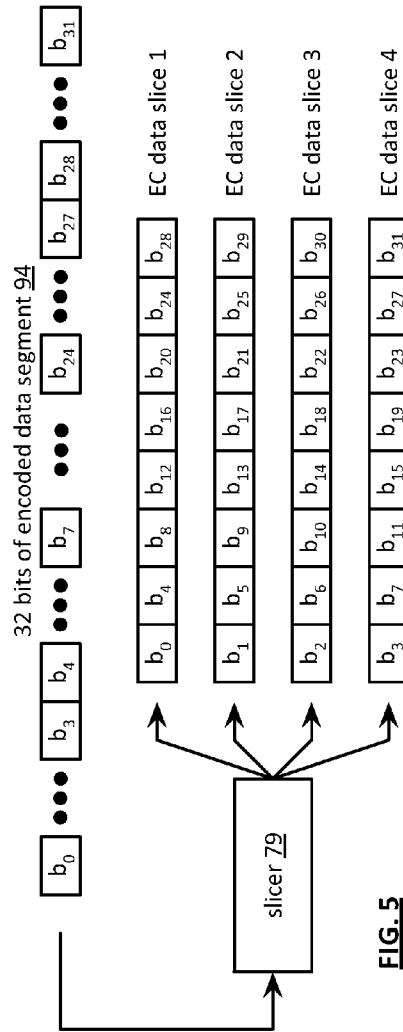 32 bits of encoded data segment 94
b0 ●●● b3 b4 ●●● b7 ●●● b24 ●●● b27 b28 ●●● b31
b0 b4 b8 b12 b16 b20 b24 b28 EC data slice 1
b1 b5 b9 b13 b17 b21 b25 b29 EC data slice 2
b2 b6 b10 b14 b18 b22 b26 b30 EC data slice 3
b3 b7 b11 b15 b19 b23 b27 b31 EC data slice 4
slicer 79
FIG. 5